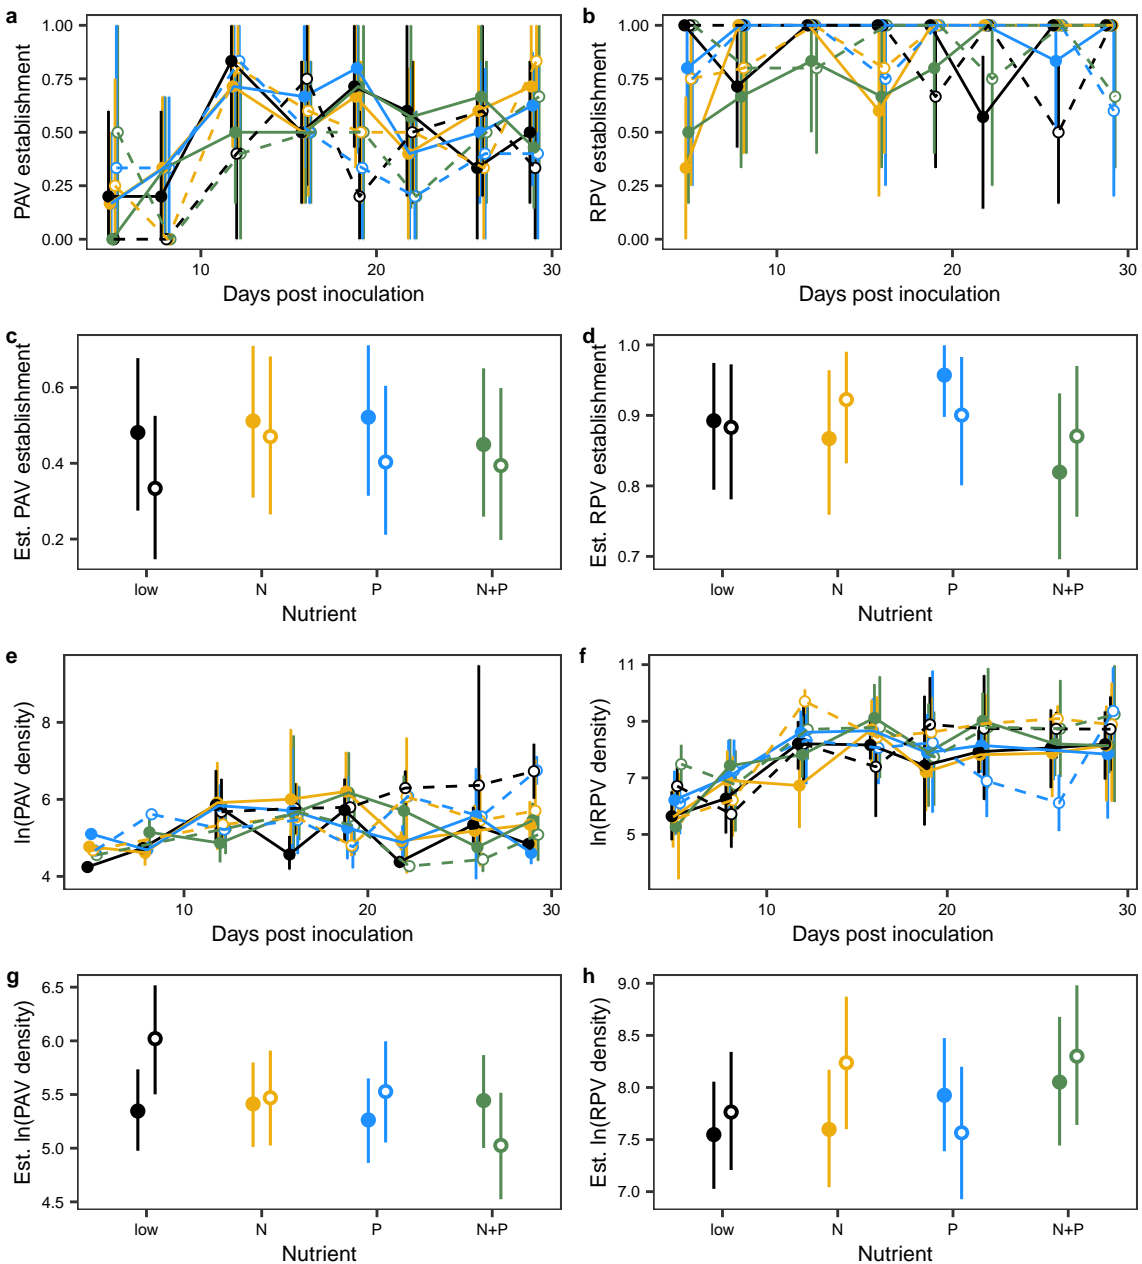 a
PAV establishment
1.00
0.75
0.50
0.25
0.00
10
20
30
Days post inoculation
b
RPV establishment
1.00
0.75
0.50
0.25
0.00
10
20
30
Days post inoculation
c
Est. PAV establishment
0.6
0.4
0.2
low
N
P
N+P
Nutrient
d
Est. RPV establishment
1.0
0.9
0.8
0.7
low
N
P
N+P
Nutrient
e
ln(PAV density)
8
6
4
10
20
30
Days post inoculation
f
ln(RPV density)
11
9
7
5
10
20
30
Days post inoculation
g
Est. ln(PAV density)
6.5
6.0
5.5
5.0
4.5
low
N
P
N+P
Nutrient
h
Est. ln(RPV density)
9.0
8.5
8.0
7.5
7.0
low
N
P
N+P
Nutrient